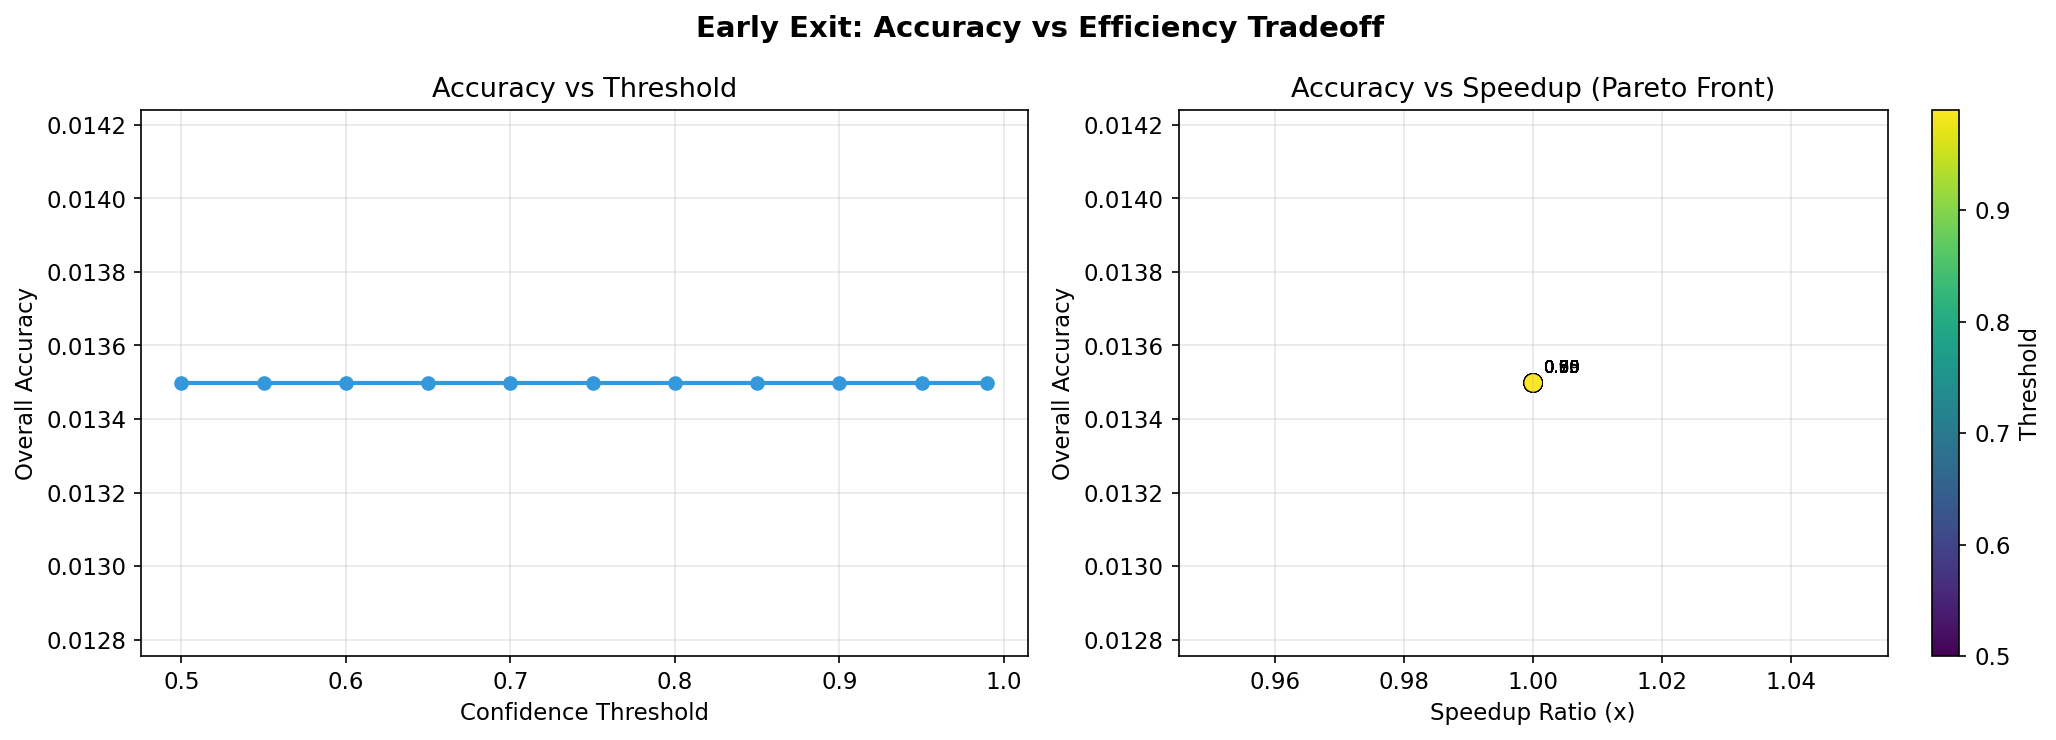 Early Exit: Accuracy vs Efficiency Tradeoff
Accuracy vs Threshold
0.0142
0.0140
0.0138
0.0136
0.0134
0.0132
0.0130
0.0128
Overall Accuracy
0.5 0.6 0.7 0.8 0.9 1.0
Confidence Threshold
Accuracy vs Speedup (Pareto Front)
0.0142
0.0140
0.0138
0.0136
0.0134
0.0132
0.0130
0.0128
Overall Accuracy
0.96 0.98 1.00 1.02 1.04
Speedup Ratio (x)
0.9
0.8
0.7
0.6
0.5
Threshold